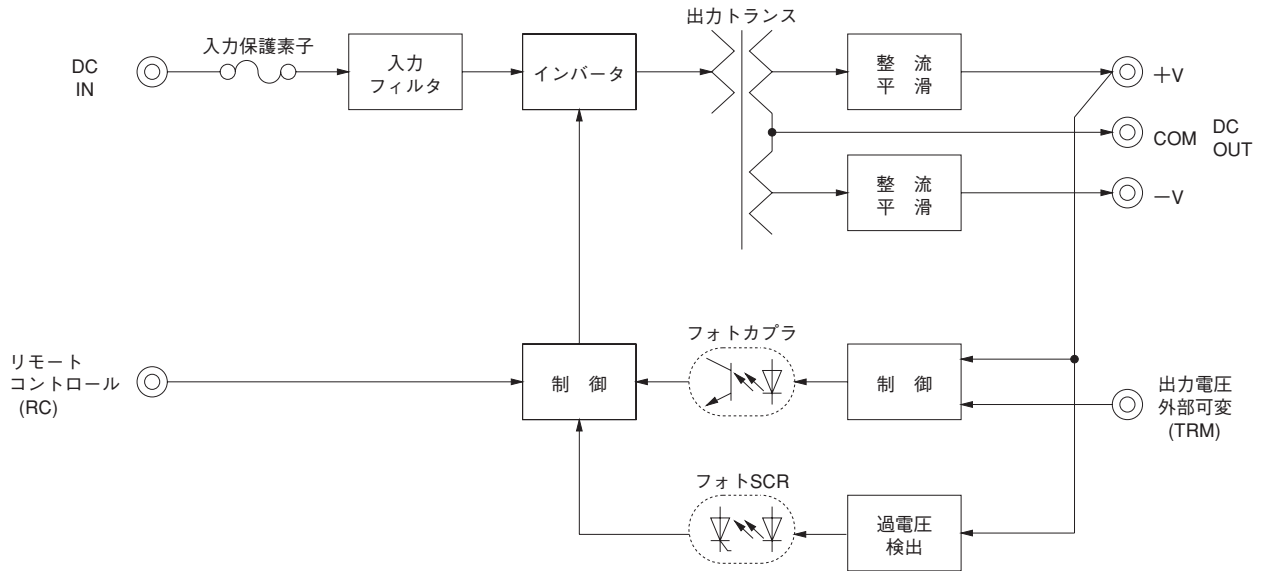 出力トランス
入力保護素子
DC
IN
入力
フィルタ
インバータ
整 流
平 滑
＋V
COM
DC
OUT
整 流
平 滑
－V
リモート
コントロール
(RC)
制 御
フォトカプラ
制 御
出力電圧
外部可変
(TRM)
フォトSCR
過電圧
検出